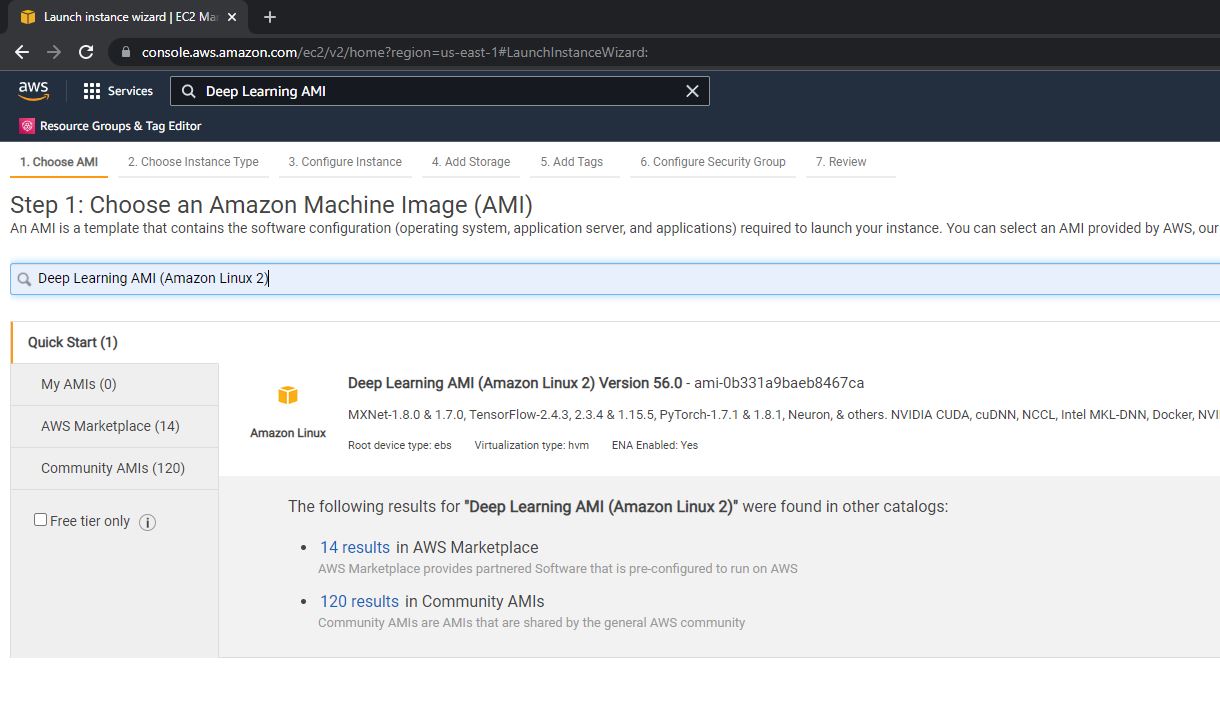 Launch instance wizard | EC2 Mar
console.aws.amazon.com/ec2/v2/home?region=us-east-1#LaunchInstanceWizard:
aws Services Deep Learning AMI
Resource Groups & Tag Editor
1. Choose AMI 2. Choose Instance Type 3. Configure Instance 4. Add Storage 5. Add Tags 6. Configure Security Group 7. Review
Step 1: Choose an Amazon Machine Image (AMI)
An AMI is a template that contains the software configuration (operating system, application server, and applications) required to launch your instance. You can select an AMI provided by AWS, our
Deep Learning AMI (Amazon Linux 2)
Quick Start (1)
My AMIs (0)
AWS Marketplace (14)
Community AMIs (120)
Free tier only i
Amazon Linux
Deep Learning AMI (Amazon Linux 2) Version 56.0 - ami-0b331a9baeb8467ca
MXNet-1.8.0 & 1.7.0, TensorFlow-2.4.3, 2.3.4 & 1.15.5, PyTorch-1.7.1 & 1.8.1, Neuron, & others. NVIDIA CUDA, cuDNN, NCCL, Intel MKL-DNN, Docker, NVI
Root device type: ebs Virtualization type: hvm ENA Enabled: Yes
The following results for "Deep Learning AMI (Amazon Linux 2)" were found in other catalogs:
• 14 results in AWS Marketplace
AWS Marketplace provides partnered Software that is pre-configured to run on AWS
• 120 results in Community AMIs
Community AMIs are AMIs that are shared by the general AWS community